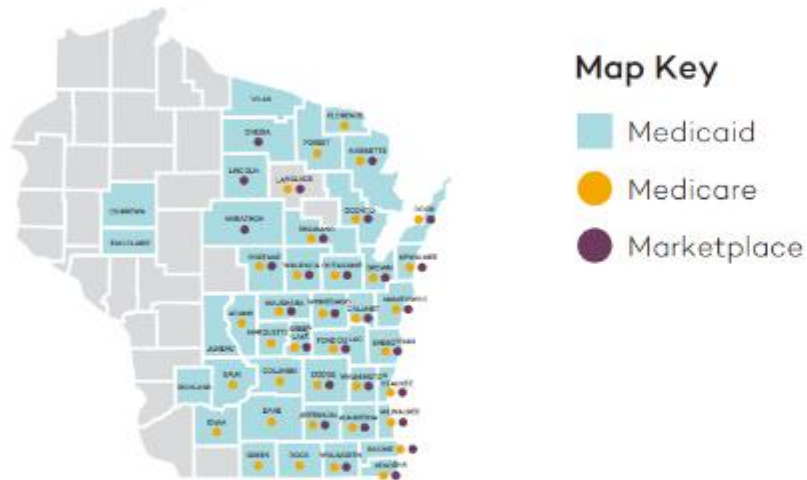 Map Key
Medicaid
Medicare
Marketplace
VILAS
FLORENCE
ONEIDA
FOREST
MARINETTE
LINCOLN
LANGLADE
CHIPPEWA
MARATHON
OCONTO
DOOR
EAU CLAIRE
SHAWANO
PORTAGE
WAUPACA
OUTAGAMIE
BROWN
KEWAUNEE
ADAMS
WAUSHARA
WINNEBAGO
CALUMET
MANITOWOC
JUNEAU
MARQUETTE
GREEN
LAKE
FOND DU LAC
SHEBOYGAN
RICHLAND
SAUK
COLUMBIA
DODGE
WASHINGTON
OZAUKEE
IOWA
DANE
JEFFERSON
WAUKESHA
MILWAUKEE
GREEN
ROCK
WALWORTH
RACINE
KENOSHA